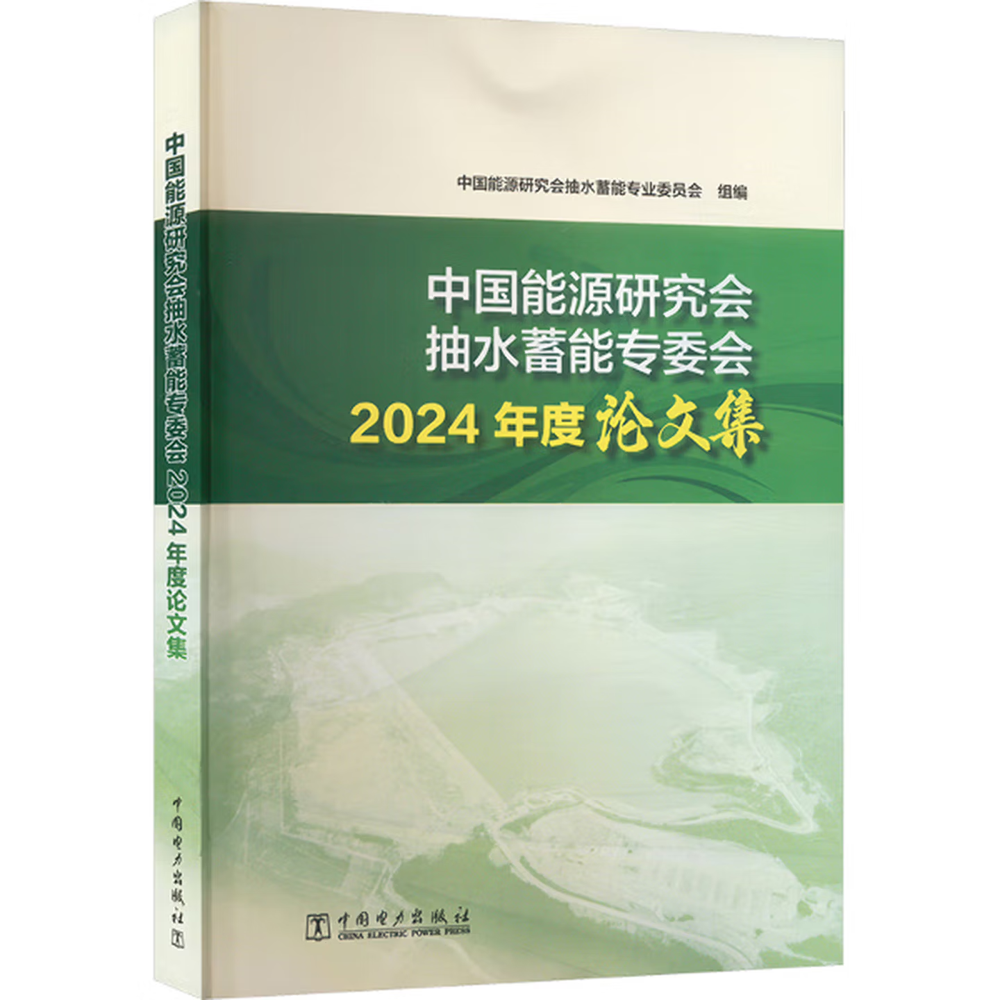 中国能源研究会抽水蓄能专业委员会 组编
中国能源研究会
抽水蓄能专委会
2024 年度论文集
中国电力出版社
CHINA ELECTRIC POWER PRESS
中国能源研究会抽水蓄能专委会 2024 年度论文集
中国电力出版社